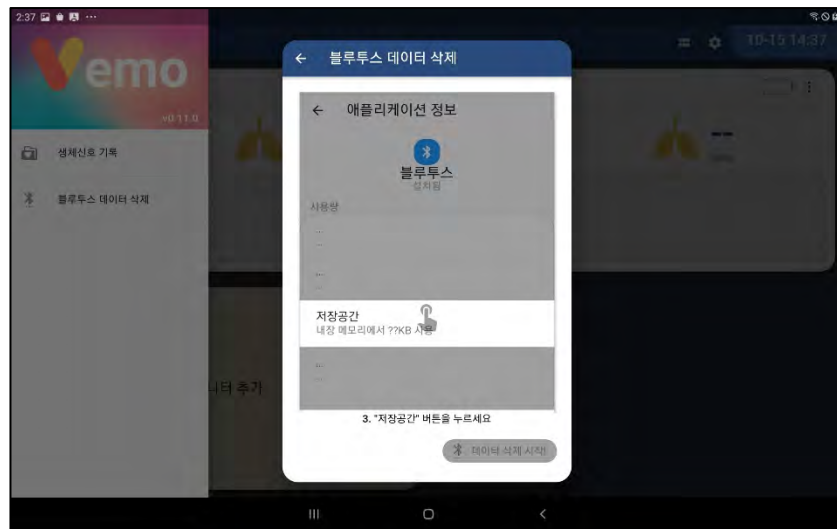 2:37
10-15 14:37
Vemo
v0.11.0
생체신호 기록
블루투스 데이터 삭제
니터 추가
블루투스 데이터 삭제
애플리케이션 정보
블루투스
설치됨
사용량
...
...
...
...
저장공간
내장 메모리에서 ??KB 사용
...
...
3. "저장공간" 버튼을 누르세요
데이터 삭제 시작!